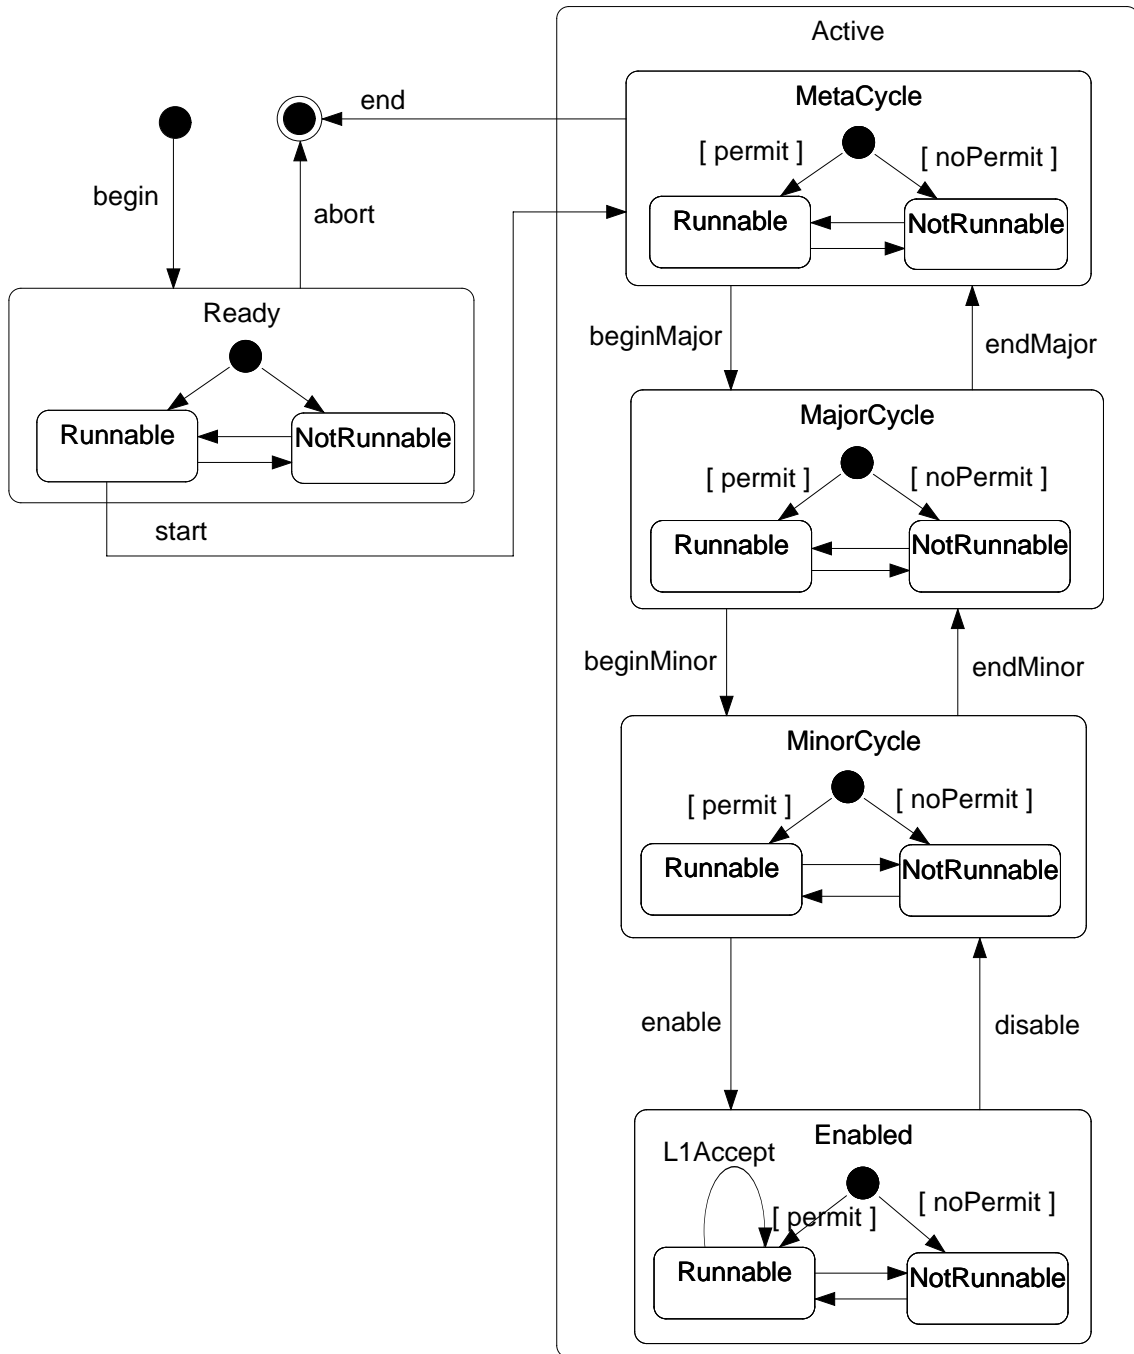 Active
MetaCycle
end
[ permit ]
[ noPermit ]
begin
abort
Runnable
NotRunnable
Ready
beginMajor
endMajor
MajorCycle
Runnable
NotRunnable
[ permit ]
[ noPermit ]
start
Runnable
NotRunnable
beginMinor
endMinor
MinorCycle
[ permit ]
[ noPermit ]
Runnable
NotRunnable
enable
disable
Enabled
L1Accept
[ permit ]
[ noPermit ]
Runnable
NotRunnable